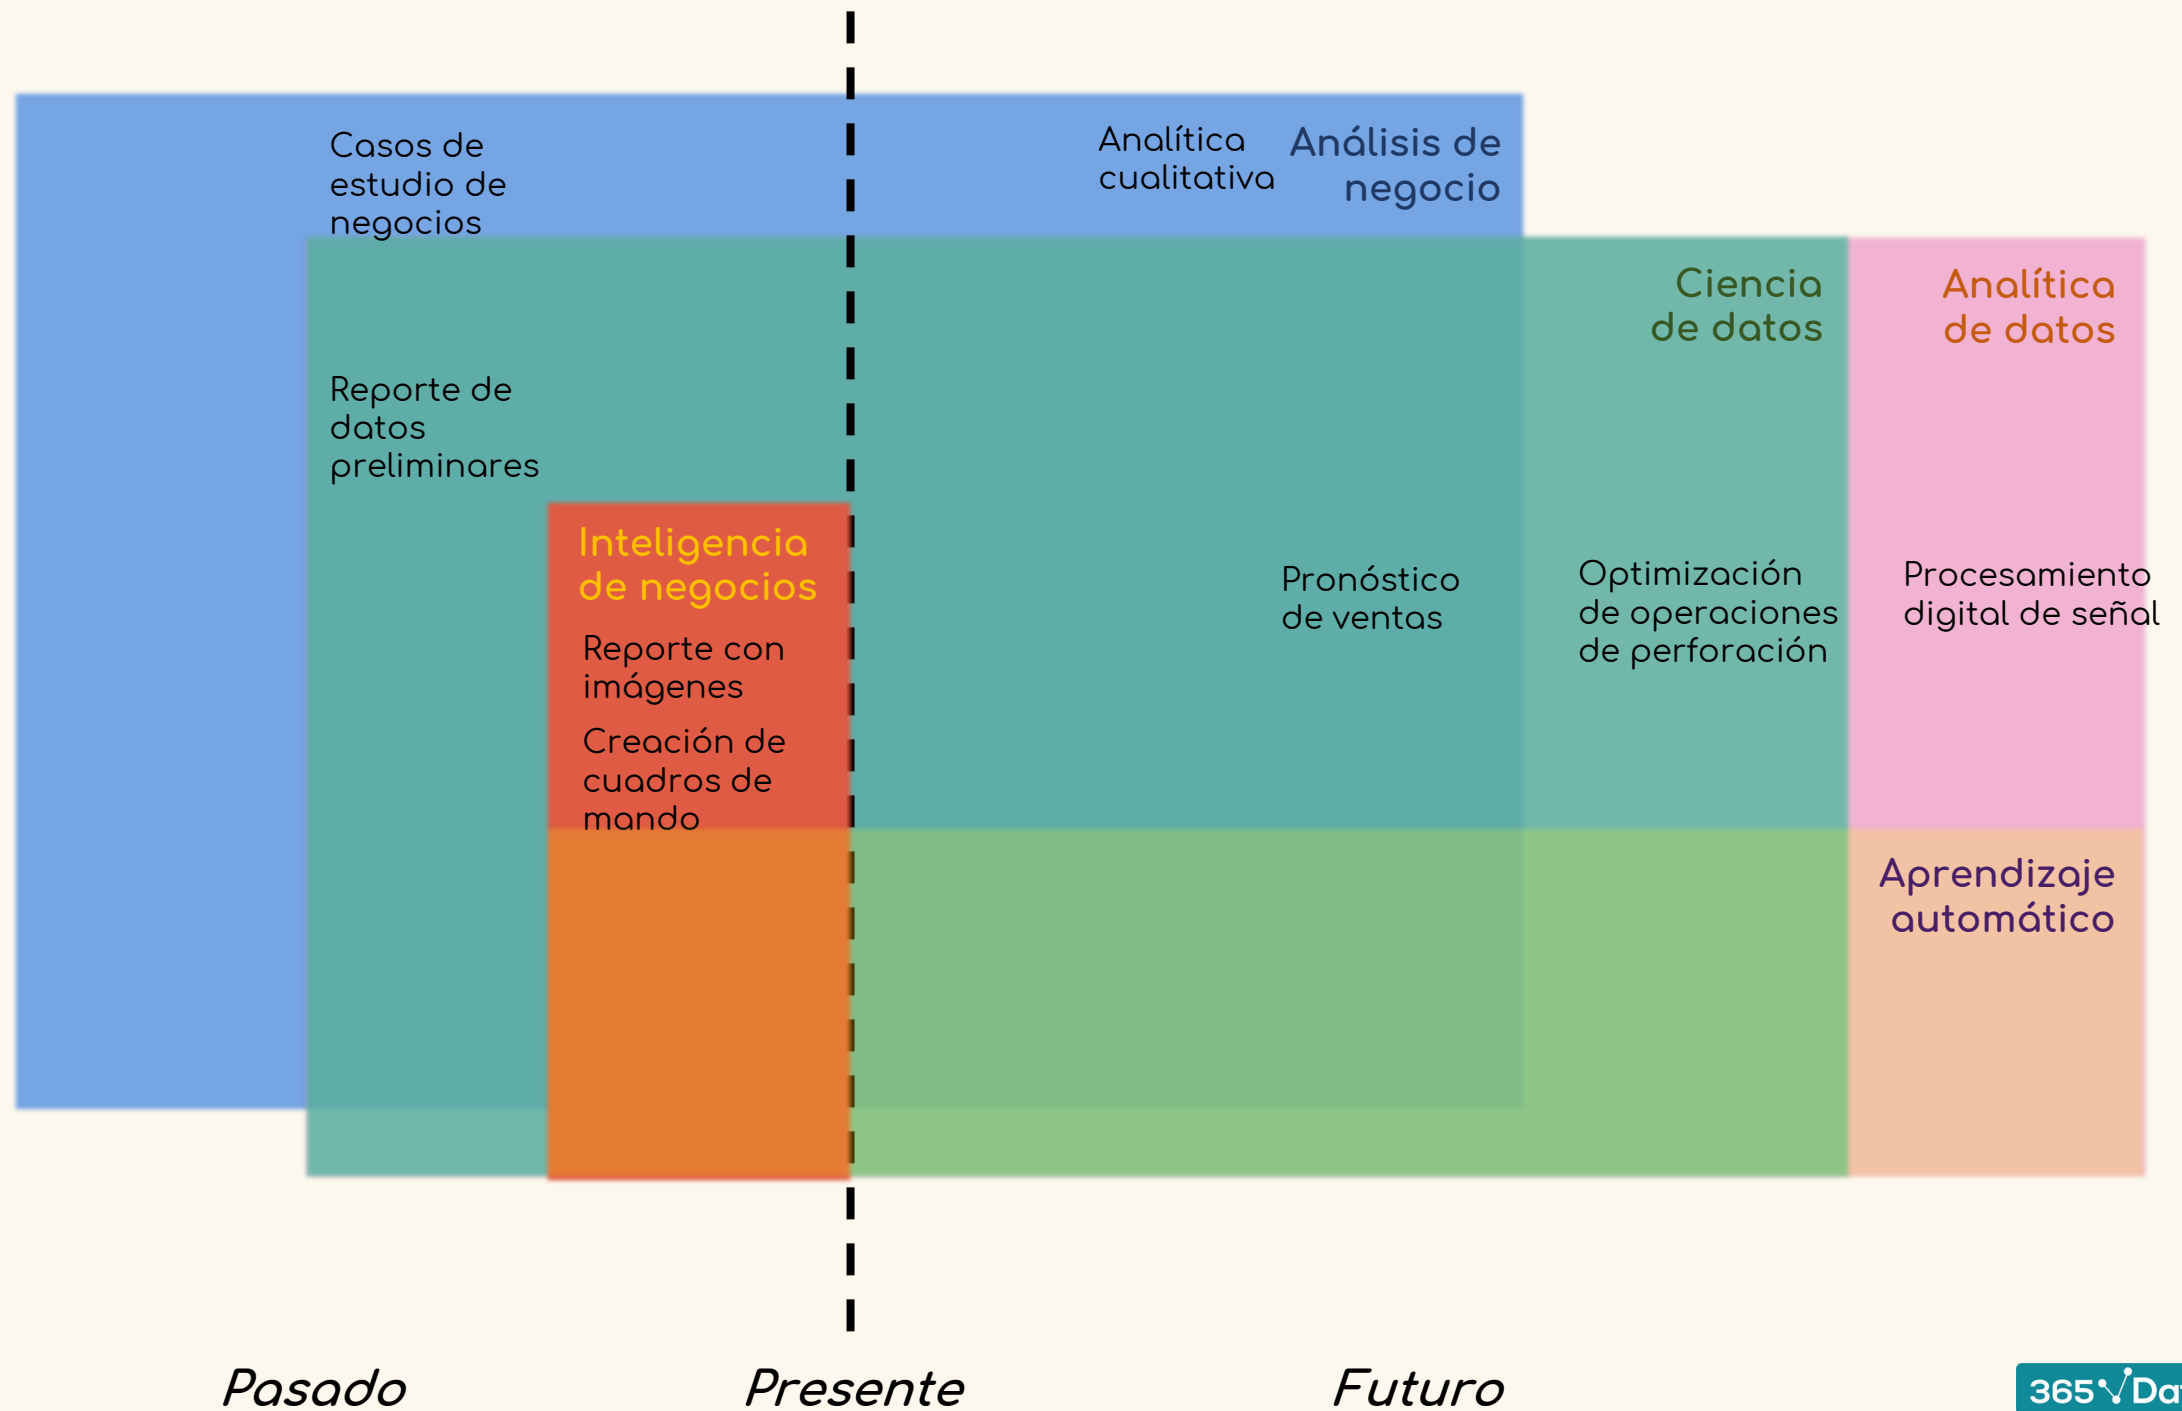 Casos de
estudio de
negocios
Analítica
cualitativa
Análisis de
negocio
Ciencia
de datos
Analítica
de datos
Reporte de
datos
preliminares
Inteligencia
de negocios
Reporte con
imágenes
Creación de
cuadros de
mando
Pronóstico
de ventas
Optimización
de operaciones
de perforación
Procesamiento
digital de señal
Aprendizaje
automático
Pasado
Presente
Futuro
365